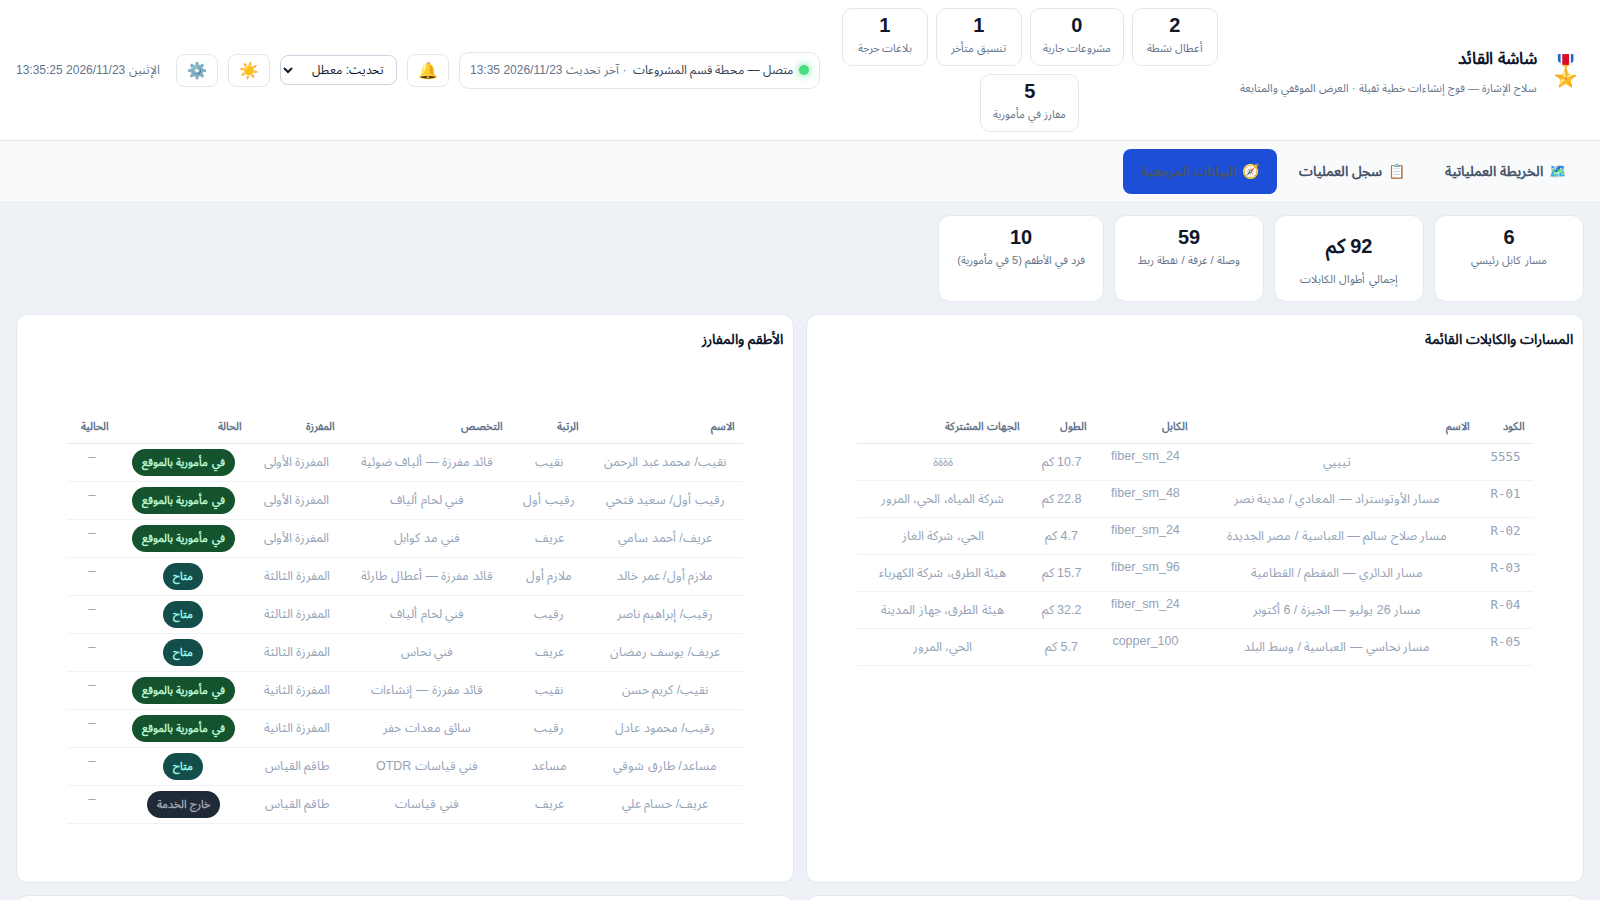 شاشة القائد
سلاح الإشارة — فوج إنشاءات خطية ثقيلة · العرض الموقفي والمتابعة
2
أعطال نشطة
0
مشروعات جارية
1
تنسيق متأخر
1
بلاغات حرجة
5
مفارز في مأمورية
متصل — محطة قسم المشروعات · آخر تحديث 2026/11/23 13:35
تحديث: معطل
الإثنين 2026/11/23 13:35:25
الخريطة العملياتية
سجل العمليات
البيانات المرجعية
6
مسار كابل رئيسي
92 كم
إجمالي أطوال الكابلات
59
وصلة / غرفة / نقطة ربط
10
فرد في الأطقم (5 في مأمورية)
المسارات والكابلات القائمة
الكود الاسم الكابل الطول الجهات المشتركة
5555 تيببي fiber_sm_24 10.7 كم ةةةة
R-01 مسار الأوتوستراد — المعادي / مدينة نصر fiber_sm_48 22.8 كم شركة المياه، الحي، المرور
R-02 مسار صلاح سالم — العباسية / مصر الجديدة fiber_sm_24 4.7 كم الحي، شركة الغاز
R-03 مسار الدائري — المقطم / القطامية fiber_sm_96 15.7 كم هيئة الطرق، شركة الكهرباء
R-04 مسار 26 يوليو — الجيزة / 6 أكتوبر fiber_sm_24 32.2 كم هيئة الطرق، جهاز المدينة
R-05 مسار نحاسي — العباسية / وسط البلد copper_100 5.7 كم الحي، المرور
الأطقم والمفارز
الاسم الرتبة التخصص المفرزة الحالة الحالية
نقيب/ محمد عبد الرحمن نقيب قائد مفرزة — ألياف ضوئية المفرزة الأولى في مأمورية بالموقع —
رقيب أول/ سعيد فتحي رقيب أول فني لحام ألياف المفرزة الأولى في مأمورية بالموقع —
عريف/ أحمد سامي عريف فني مد كوابل المفرزة الأولى في مأمورية بالموقع —
ملازم أول/ عمر خالد ملازم أول قائد مفرزة — أعطال طارئة المفرزة الثالثة متاح —
رقيب/ إبراهيم ناصر رقيب فني لحام ألياف المفرزة الثالثة متاح —
عريف/ يوسف رمضان عريف فني نحاس المفرزة الثالثة متاح —
نقيب/ كريم حسن نقيب قائد مفرزة — إنشاءات المفرزة الثانية في مأمورية بالموقع —
رقيب/ محمود عادل رقيب سائق معدات حفر المفرزة الثانية في مأمورية بالموقع —
مساعد/ طارق شوقي مساعد فني قياسات OTDR طاقم القياس متاح —
عريف/ حسام علي عريف فني قياسات طاقم القياس خارج الخدمة —